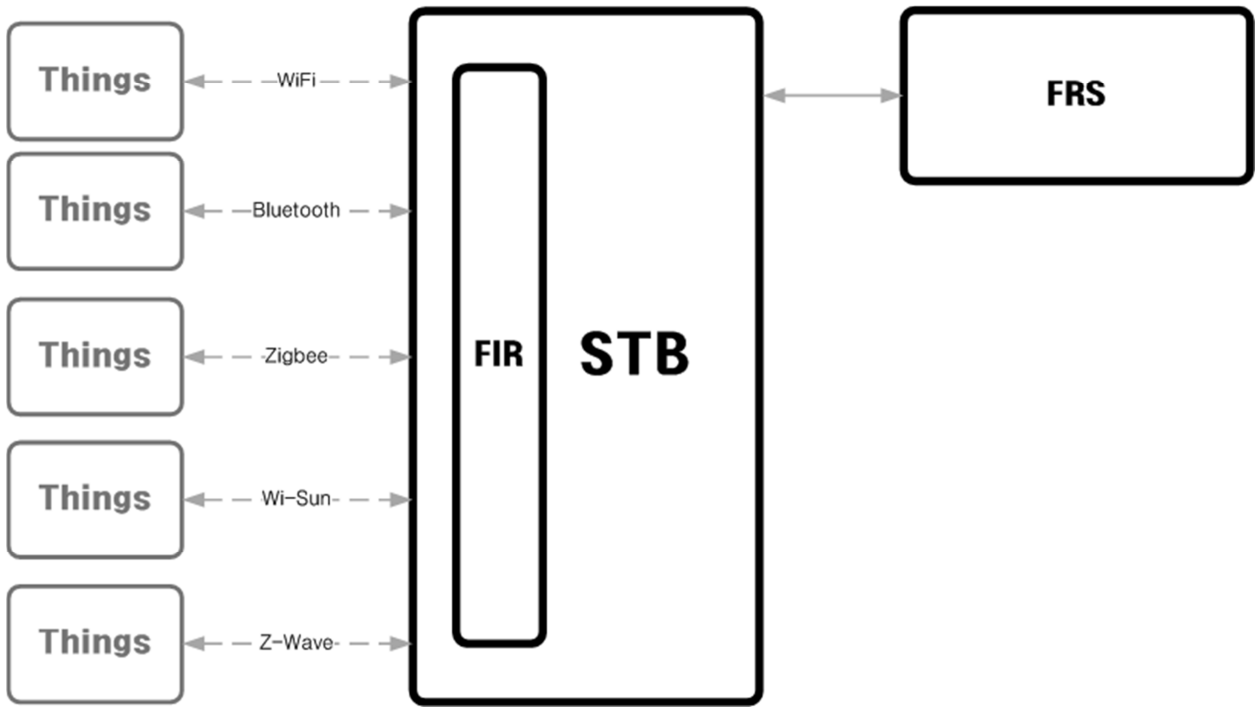 Things
WiFi
FRS
Things
Bluetooth
Things
Zigbee
FIR
STB
Things
Wi-Sun
Things
Z-Wave